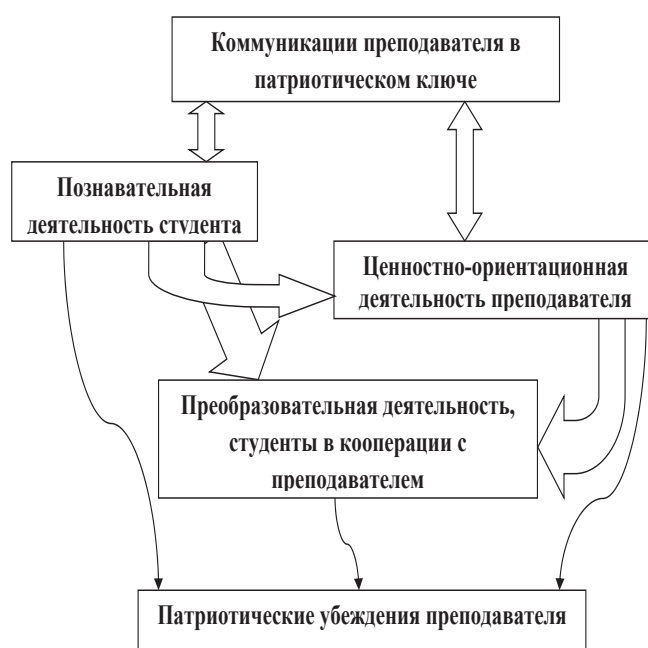 Коммуникации преподавателя в
патриотическом ключе
Познавательная
деятельность студента
Ценностно-ориентационная
деятельность преподавателя
Преобразовательная деятельность,
студенты в кооперации с
преподавателем
Патриотические убеждения преподавателя